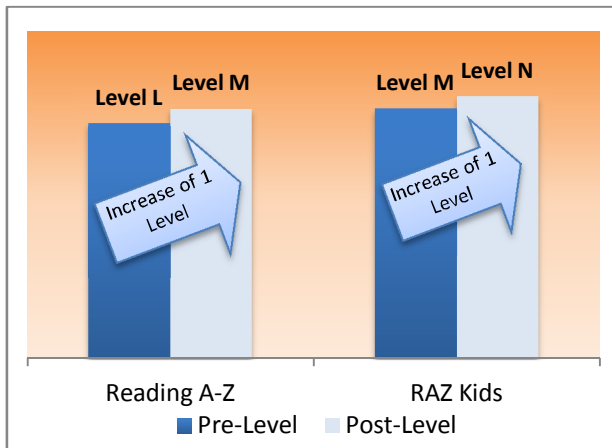 Level L
Level M
Level M
Level N
Increase of 1
Level
Increase of 1
Level
Reading A-Z
RAZ Kids
Pre-Level
Post-Level